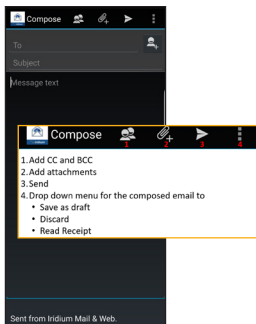 Compose
To
Subject
Message text
Compose
1 2 3 4
1.Add CC and BCC
2.Add attachments
3.Send
4.Drop down menu for the composed email to
• Save as draft
• Discard
• Read Receipt
Sent from Iridium Mail & Web.